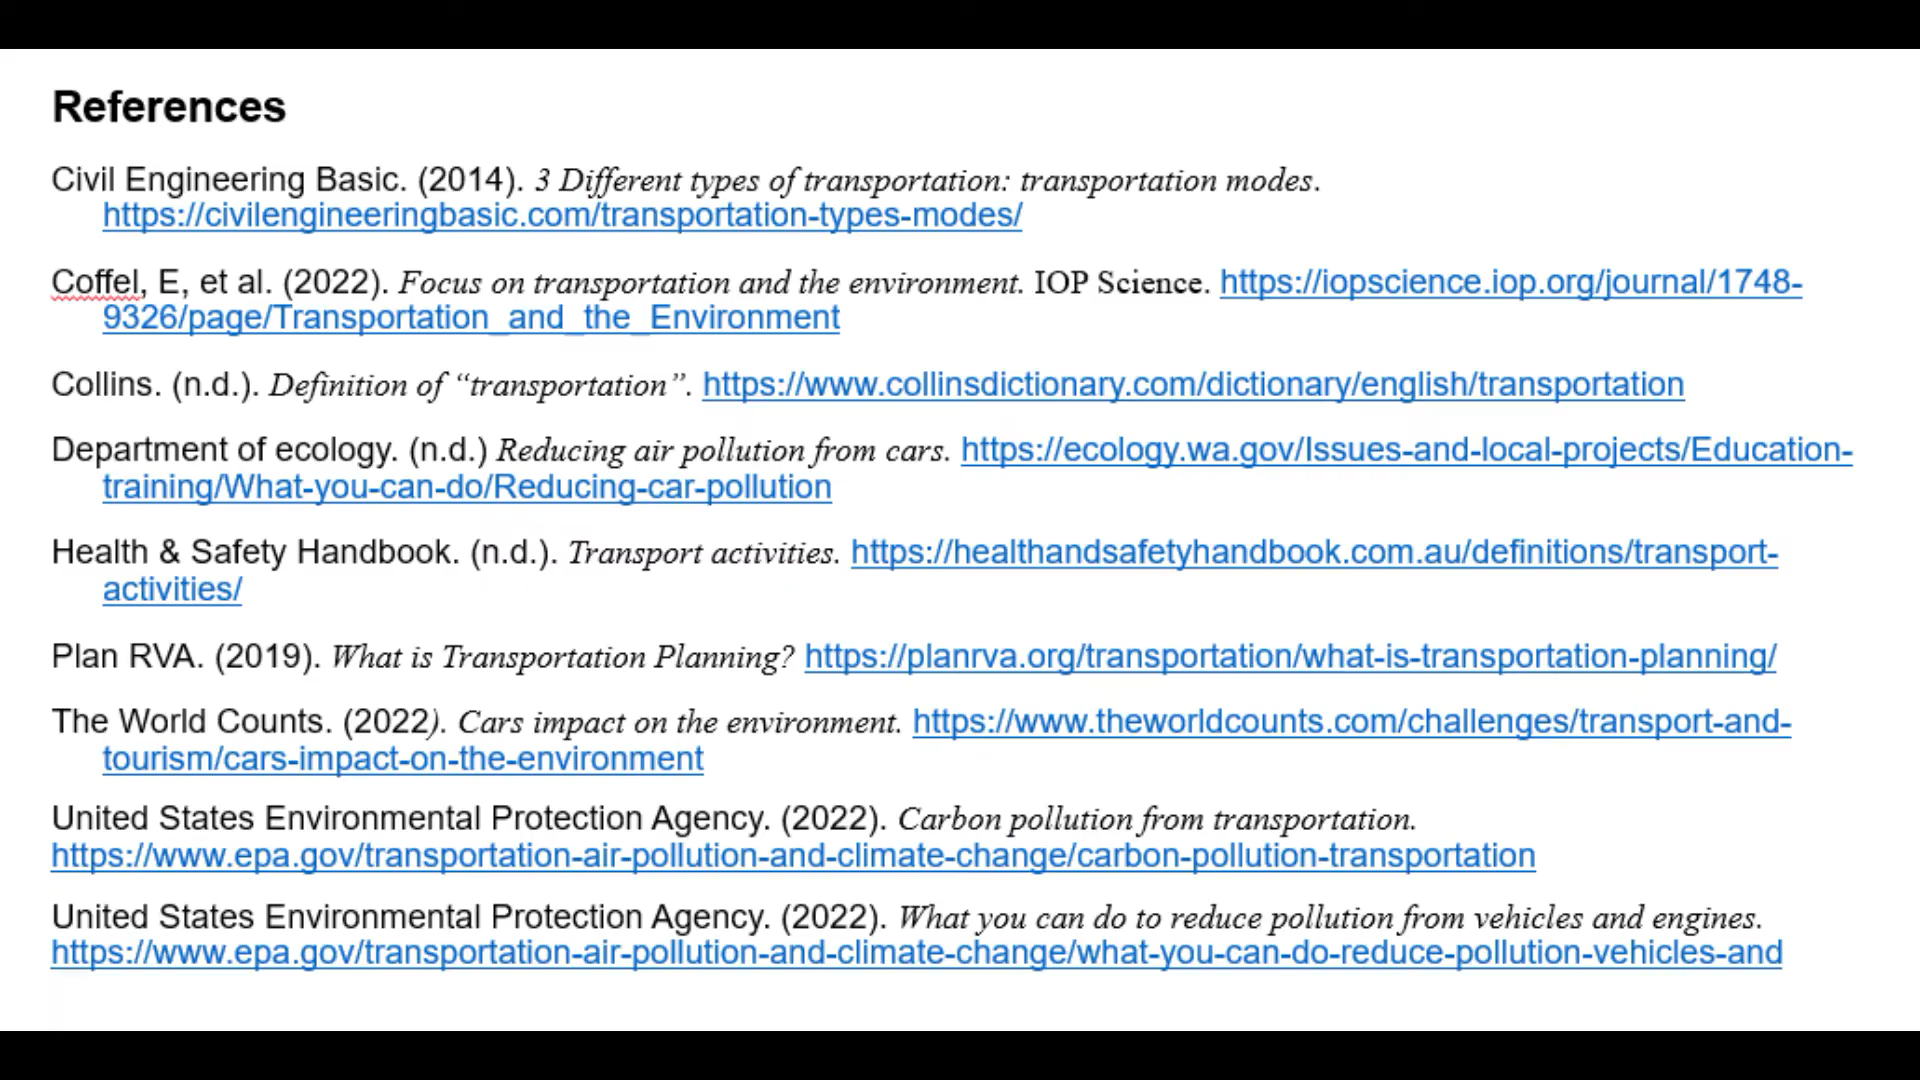 References
Civil Engineering Basic. (2014). 3 Different types of transportation: transportation modes.
https://civilengineeringbasic.com/transportation-types-modes/
Coffel, E, et al. (2022). Focus on transportation and the environment. IOP Science. https://iopscience.iop.org/journal/1748-
9326/page/Transportation_and_the_Environment
Collins. (n.d.). Definition of “transportation”. https://www.collinsdictionary.com/dictionary/english/transportation
Department of ecology. (n.d.) Reducing air pollution from cars. https://ecology.wa.gov/Issues-and-local-projects/Education-
training/What-you-can-do/Reducing-car-pollution
Health & Safety Handbook. (n.d.). Transport activities. https://healthandsafetyhandbook.com.au/definitions/transport-
activities/
Plan RVA. (2019). What is Transportation Planning? https://planrva.org/transportation/what-is-transportation-planning/
The World Counts. (2022). Cars impact on the environment. https://www.theworldcounts.com/challenges/transport-and-
tourism/cars-impact-on-the-environment
United States Environmental Protection Agency. (2022). Carbon pollution from transportation.
https://www.epa.gov/transportation-air-pollution-and-climate-change/carbon-pollution-transportation
United States Environmental Protection Agency. (2022). What you can do to reduce pollution from vehicles and engines.
https://www.epa.gov/transportation-air-pollution-and-climate-change/what-you-can-do-reduce-pollution-vehicles-and